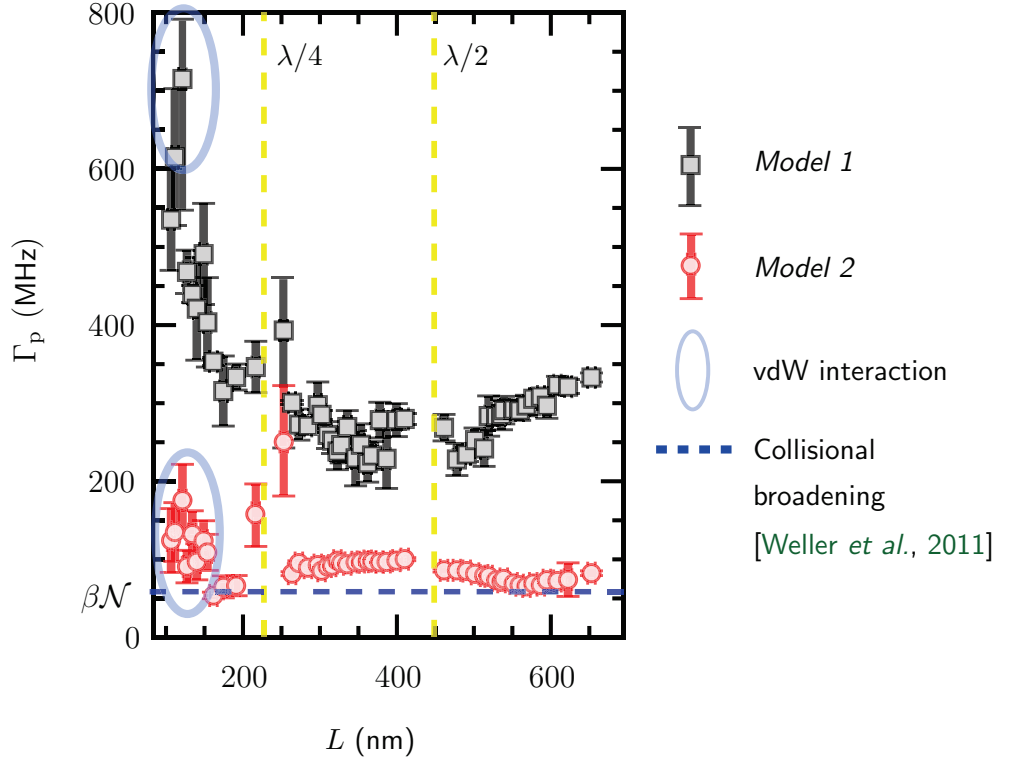 800
600
400
200
βN
0
Γp (MHz)
λ/4
λ/2
200
400
600
L (nm)
Model 1
Model 2
vdW interaction
Collisional
broadening
[Weller et al., 2011]